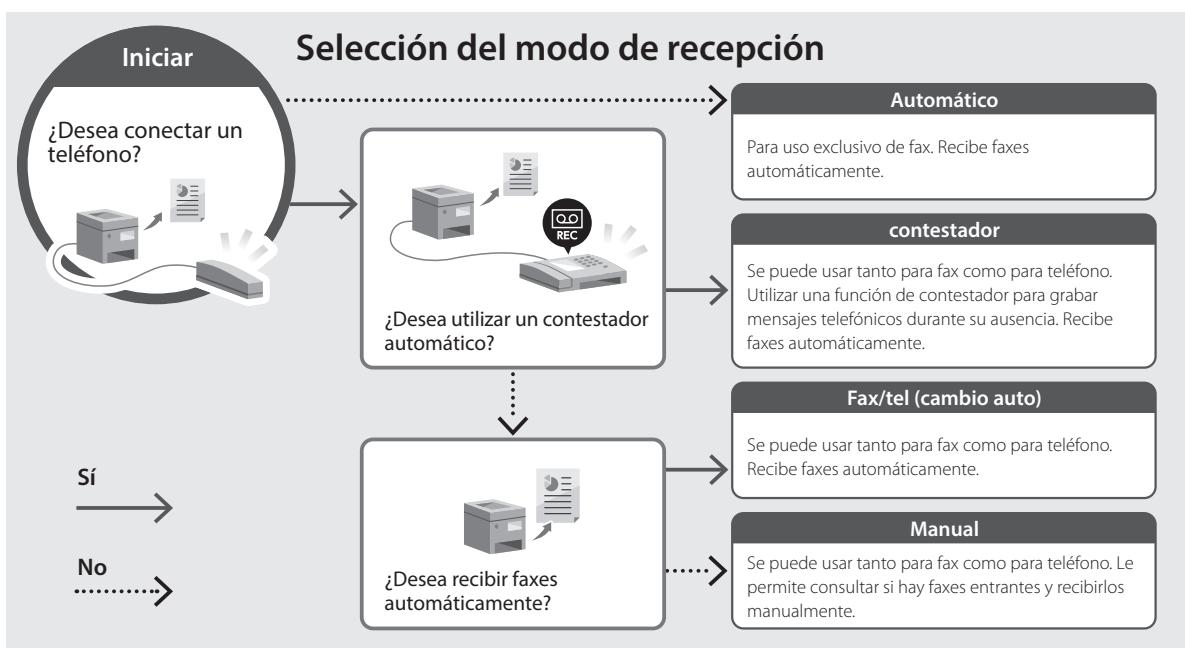 Selección del modo de recepción
Iniciar
¿Desea conectar un
teléfono?
REC
¿Desea utilizar un contestador
automático?
¿Desea recibir faxes
automáticamente?
Automático
Para uso exclusivo de fax. Recibe faxes
automáticamente.
contestador
Se puede usar tanto para fax como para teléfono.
Utilizar una función de contestador para grabar
mensajes telefónicos durante su ausencia. Recibe
faxes automáticamente.
Fax/tel (cambio auto)
Se puede usar tanto para fax como para teléfono.
Recibe faxes automáticamente.
Manual
Se puede usar tanto para fax como para teléfono. Le
permite consultar si hay faxes entrantes y recibirlos
manualmente.
Sí
No